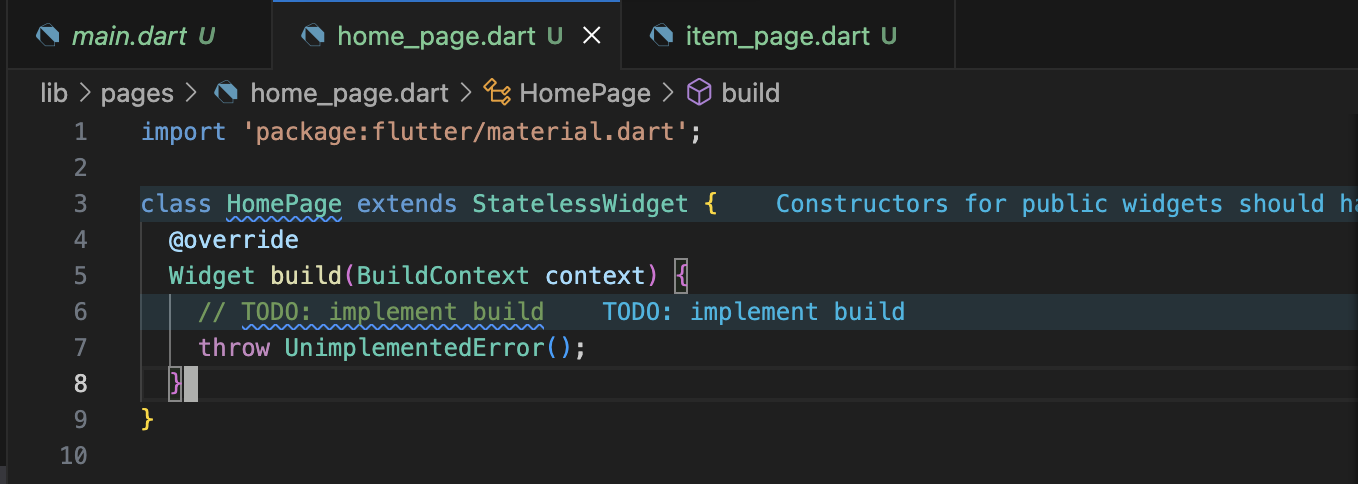 main.dart U home_page.dart U item_page.dart U
lib > pages > home_page.dart > HomePage > build
1 import 'package:flutter/material.dart';
2
3 class HomePage extends StatelessWidget { Constructors for public widgets should ha
4 @override
5 Widget build(BuildContext context) {
6 // TODO: implement build TODO: implement build
7 throw UnimplementedError();
8 }
9 }
10